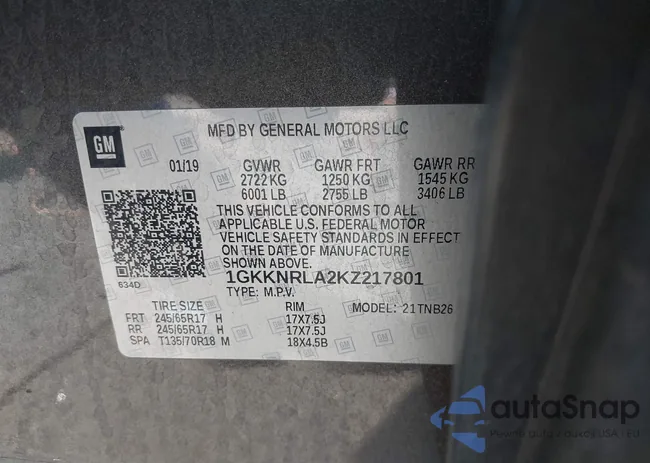 GM
MFD BY GENERAL MOTORS LLC
01/19 GVWR GAWR FRT GAWR RR
2722 KG 1250 KG 1545 KG
6001 LB 2755 LB 3406 LB
THIS VEHICLE CONFORMS TO ALL
APPLICABLE U.S. FEDERAL MOTOR
VEHICLE SAFETY STANDARDS IN EFFECT
ON THE DATE OF MANUFACTURE
SHOWN ABOVE.
1GKKNRLA2KZ217801
634D
TYPE: M.P.V. MODEL: 21TNB26
TIRE SIZE RIM
FRT 245/65R17 H 17X7.5J
RR 245/65R17 H 17X7.5J
SPA T135/70R18 M 18X4.5B
autaSnap